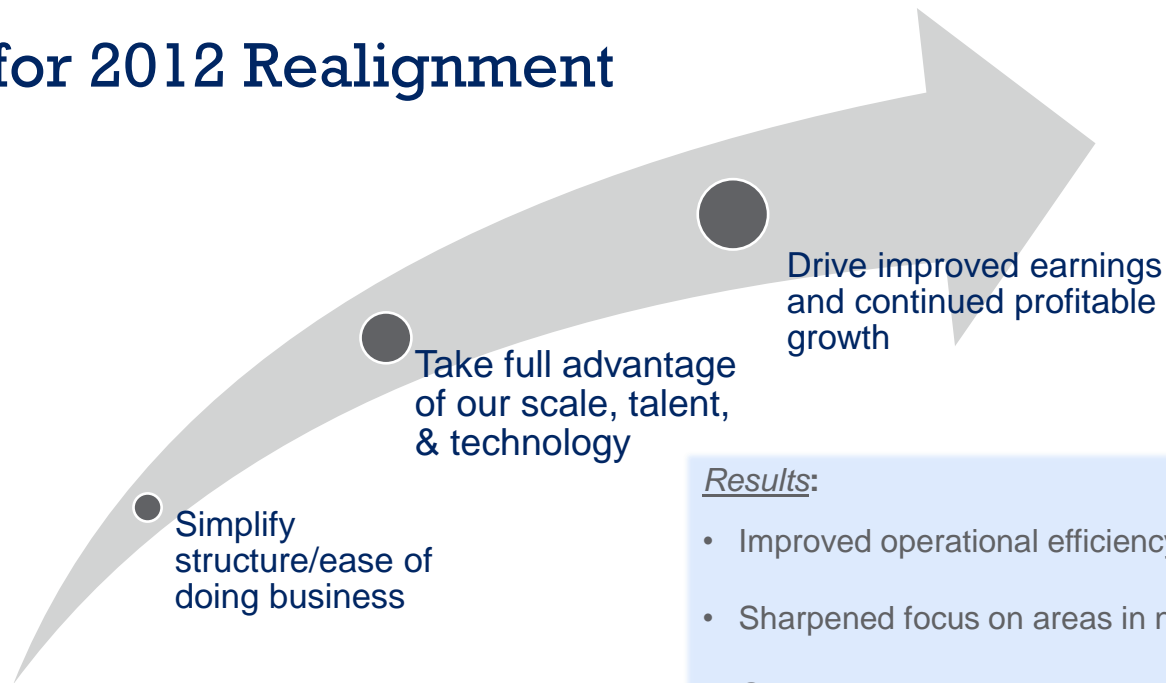 for 2012 Realignment
Drive improved earnings
and continued profitable
growth
Take full advantage
of our scale, talent,
& technology
Simplify
structure/ease of
doing business
Results:
• Improved operational efficiency
• Sharpened focus on areas in